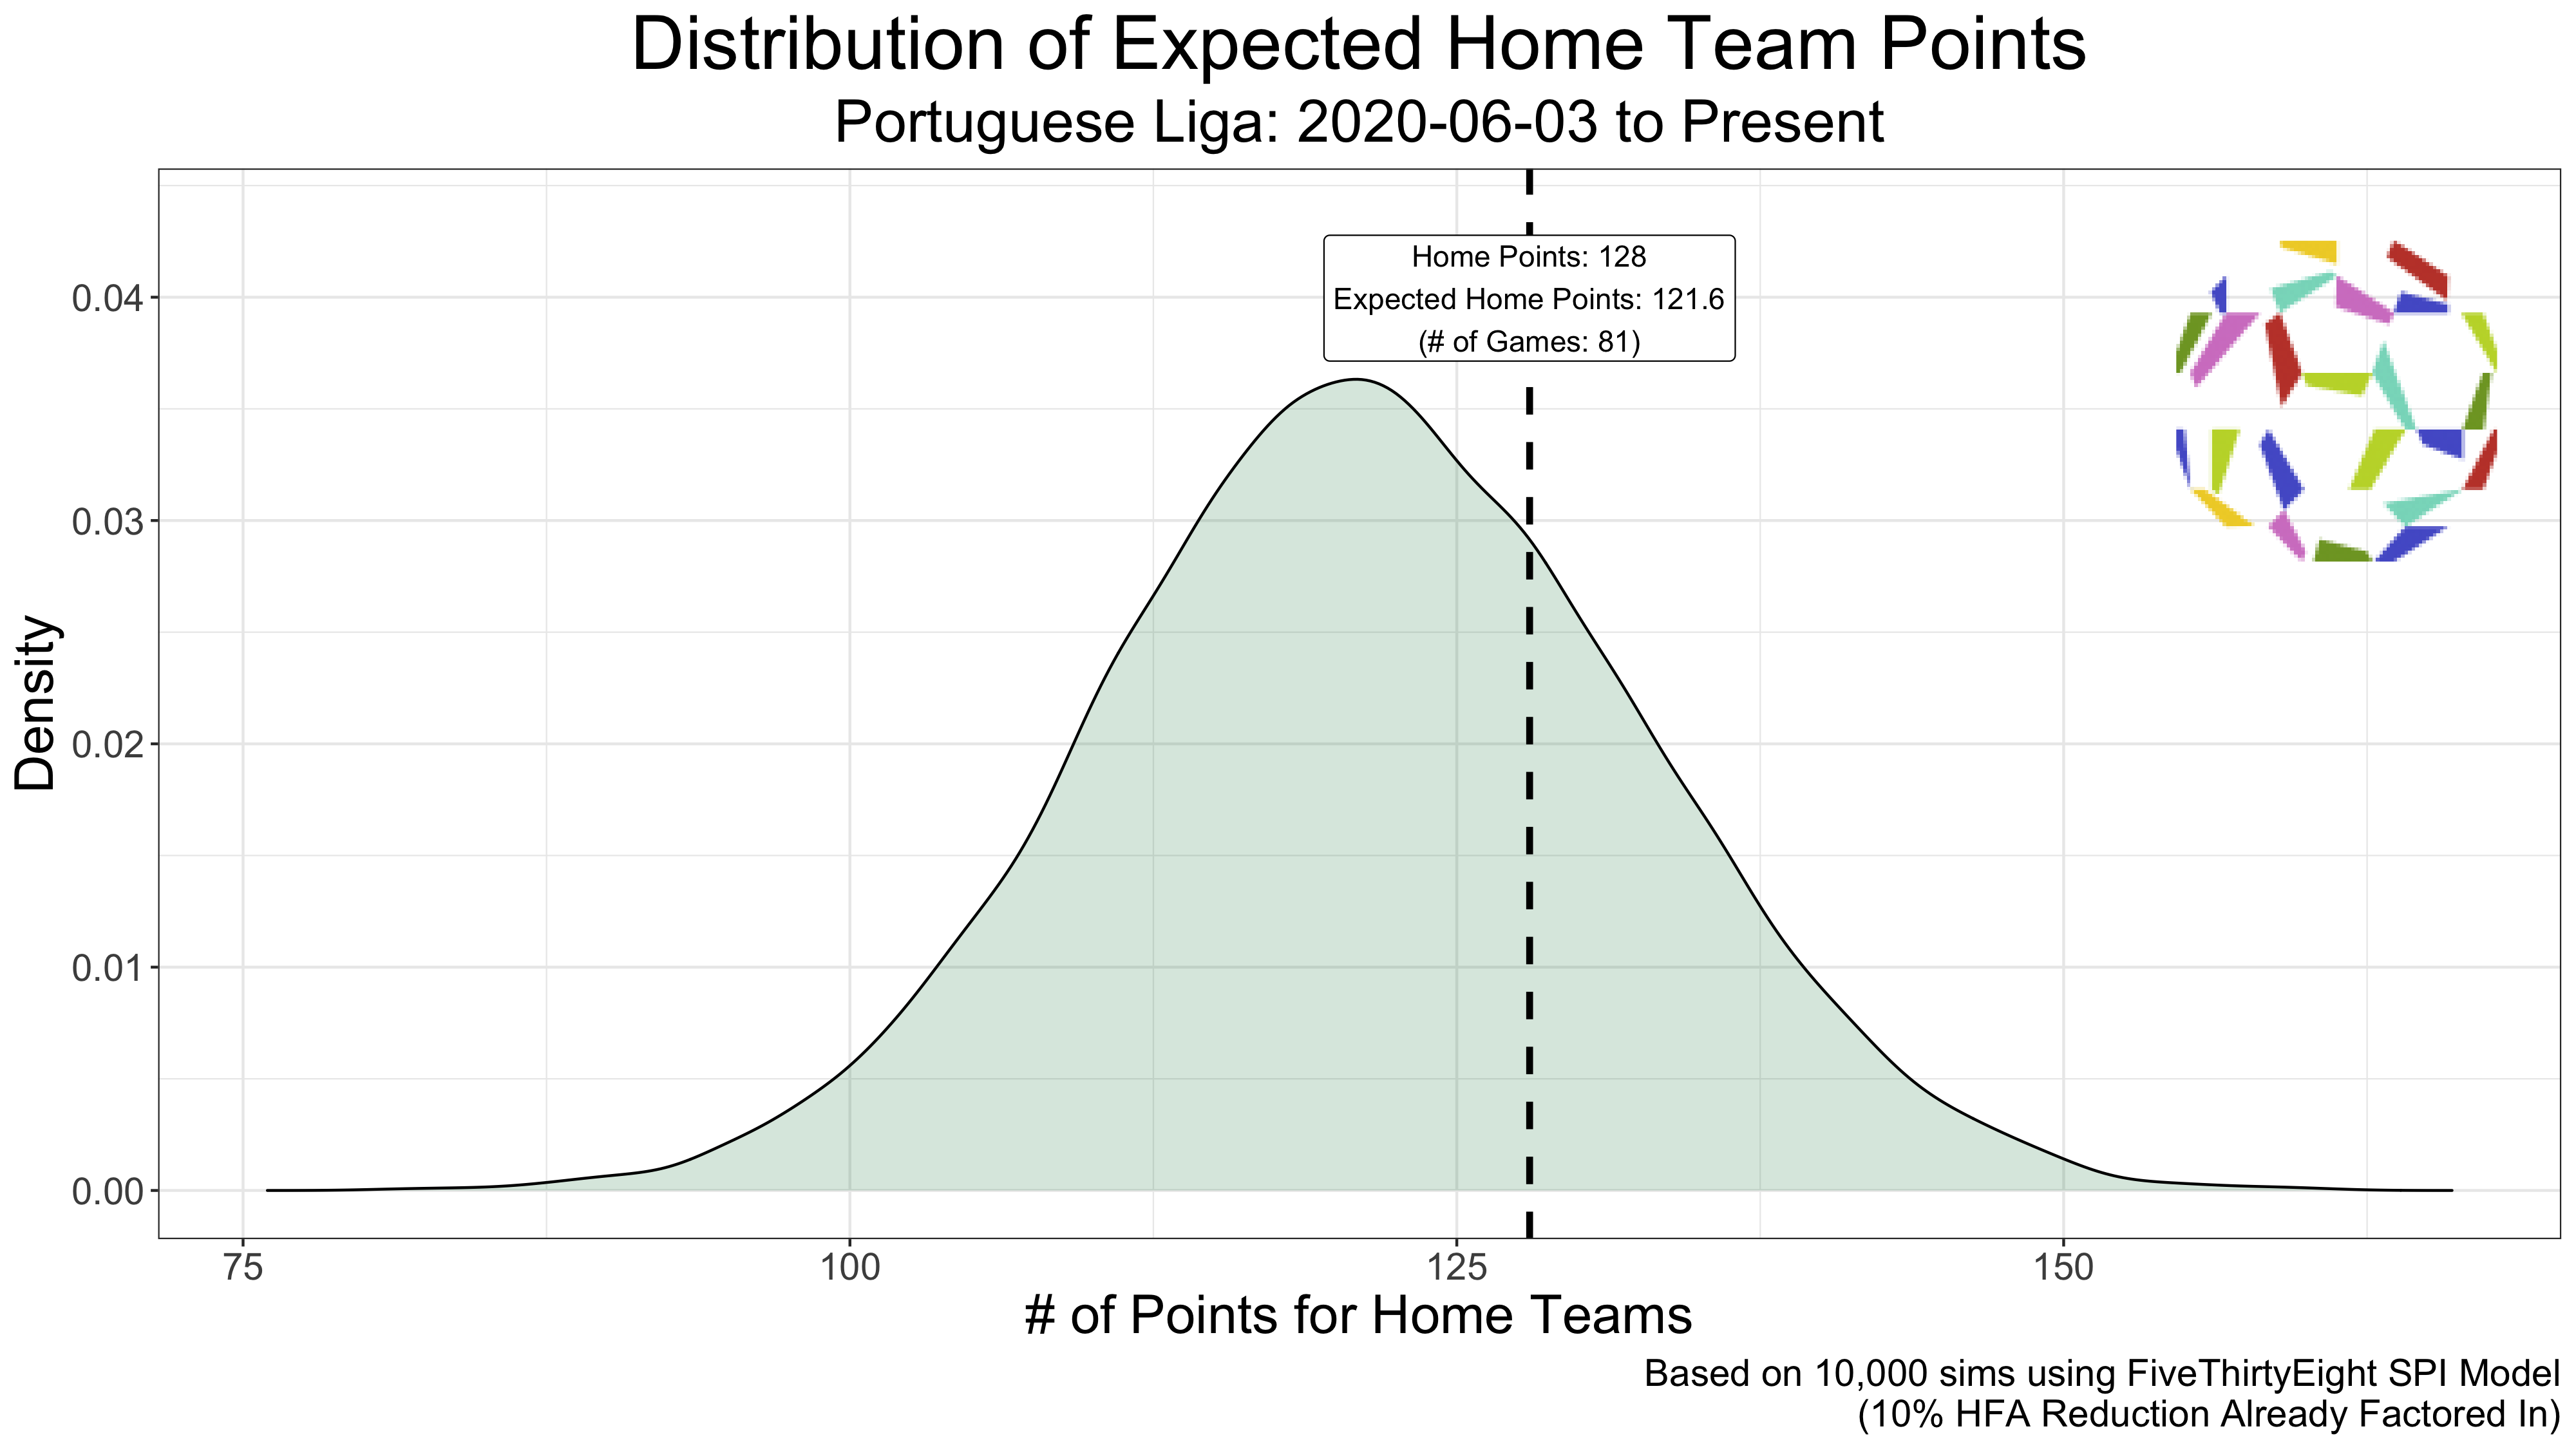 Distribution of Expected Home Team Points
Portuguese Liga: 2020-06-03 to Present
Home Points: 128
Expected Home Points: 121.6
(# of Games: 81)
Density
0.04
0.03
0.02
0.01
0.00
75
100
125
150
# of Points for Home Teams
Based on 10,000 sims using FiveThirtyEight SPI Model
(10% HFA Reduction Already Factored In)